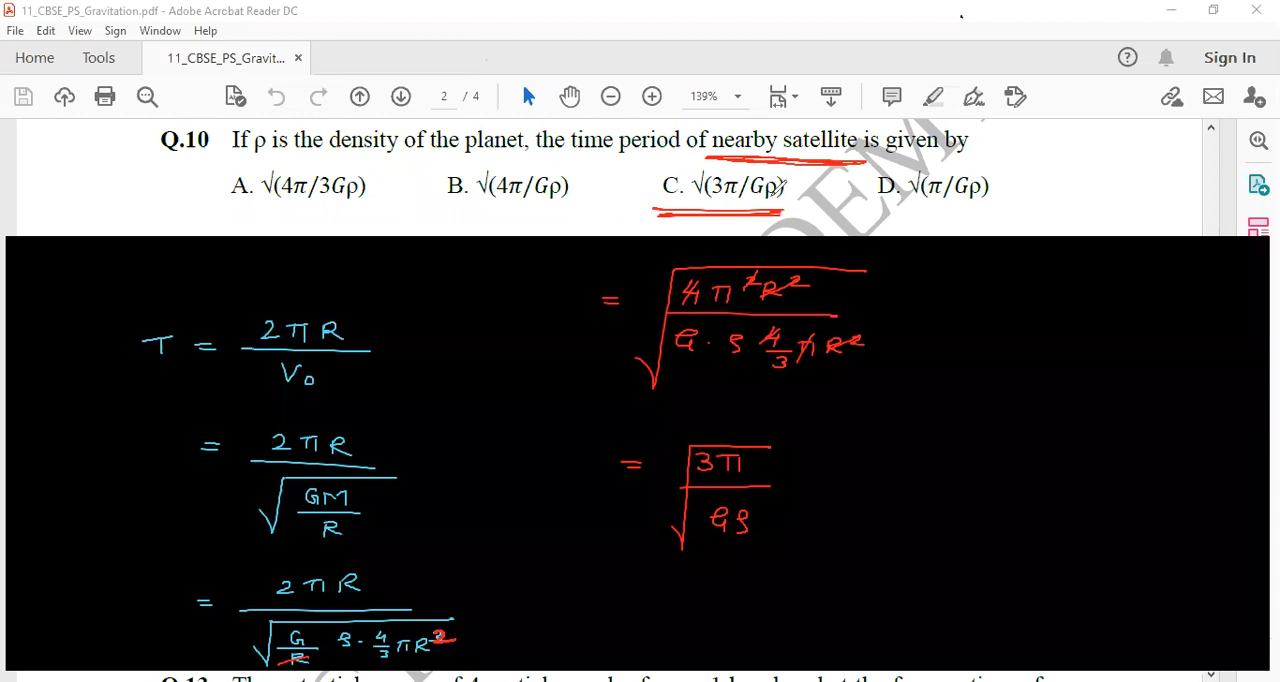 11_CBSE_PS_Gravitation.pdf - Adobe Acrobat Reader DC
File Edit View Sign Window Help
Home Tools 11_CBSE_PS_Gravit... × Sign In
2 / 4 139%
Q.10 If ρ is the density of the planet, the time period of nearby satellite is given by
A. √(4π/3Gρ) B. √(4π/Gρ) C. √(3π/Gρ) D. √(π/Gρ)
T = 2πR / V₀
= 2πR / √(GM/R)
= 2πR / √(G/R ρ · 4/3 πR²)
= √(4π²R² / G · ρ 4/3 πR²)
= √(3π / Gρ)